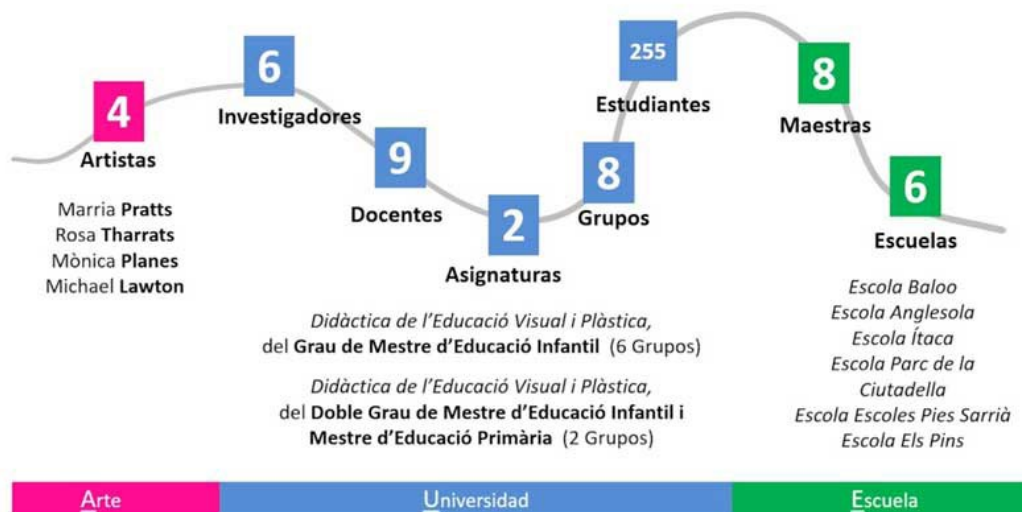 4
Artistas
Marria Pratts
Rosa Tharrats
Mònica Planes
Michael Lawton
6
Investigadores
9
Docentes
2
Asignaturas
8
Grupos
255
Estudiantes
Didàctica de l’Educació Visual i Plàstica,
del Grau de Mestre d’Educació Infantil (6 Grupos)
Didàctica de l’Educació Visual i Plàstica,
del Doble Grau de Mestre d’Educació Infantil i
Mestre d’Educació Primària (2 Grupos)
8
Maestras
6
Escuelas
Escola Baloo
Escola Anglesola
Escola Ítaca
Escola Parc de la
Ciutadella
Escola Escoles Pies Sarrià
Escola Els Pins
Arte
Universidad
Escuela